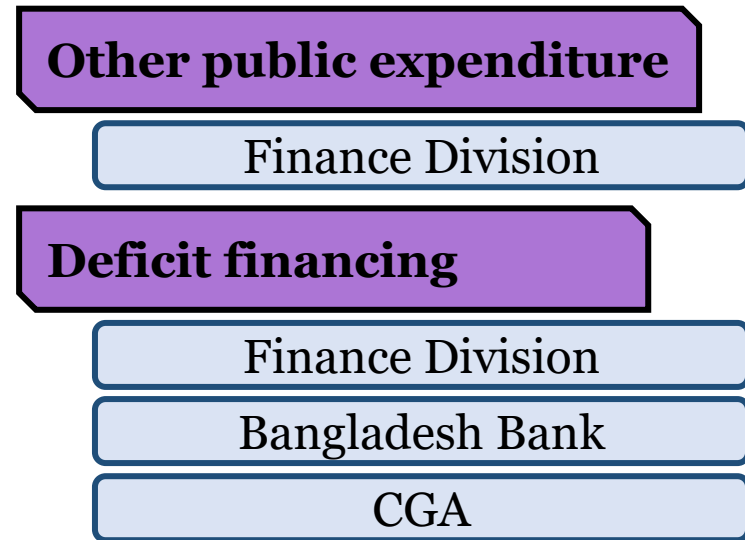 Other public expenditure
Finance Division
Deficit financing
Finance Division
Bangladesh Bank
CGA